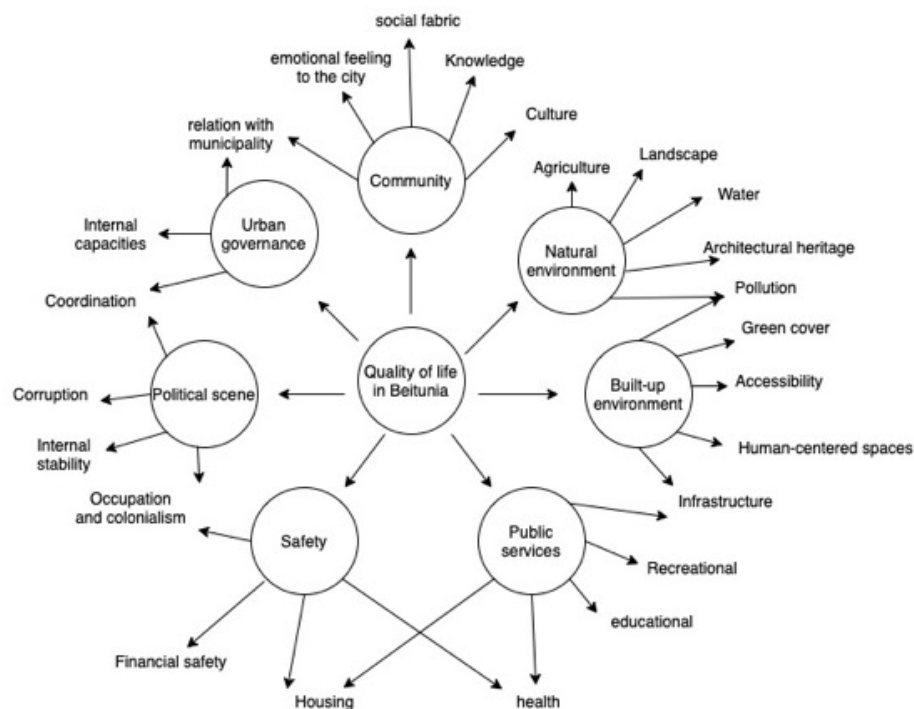 social fabric
emotional feeling
to the city
Knowledge
Culture
relation with
municipality
Community
Agriculture
Landscape
Water
Internal
capacities
Urban
governance
Natural
environment
Architectural heritage
Coordination
Pollution
Green cover
Quality of life
in Beitunia
Corruption
Political scene
Built-up
environment
Accessibility
Internal
stability
Human-centered spaces
Occupation
and colonialism
Safety
Public
services
Infrastructure
Recreational
educational
Financial safety
Housing
health